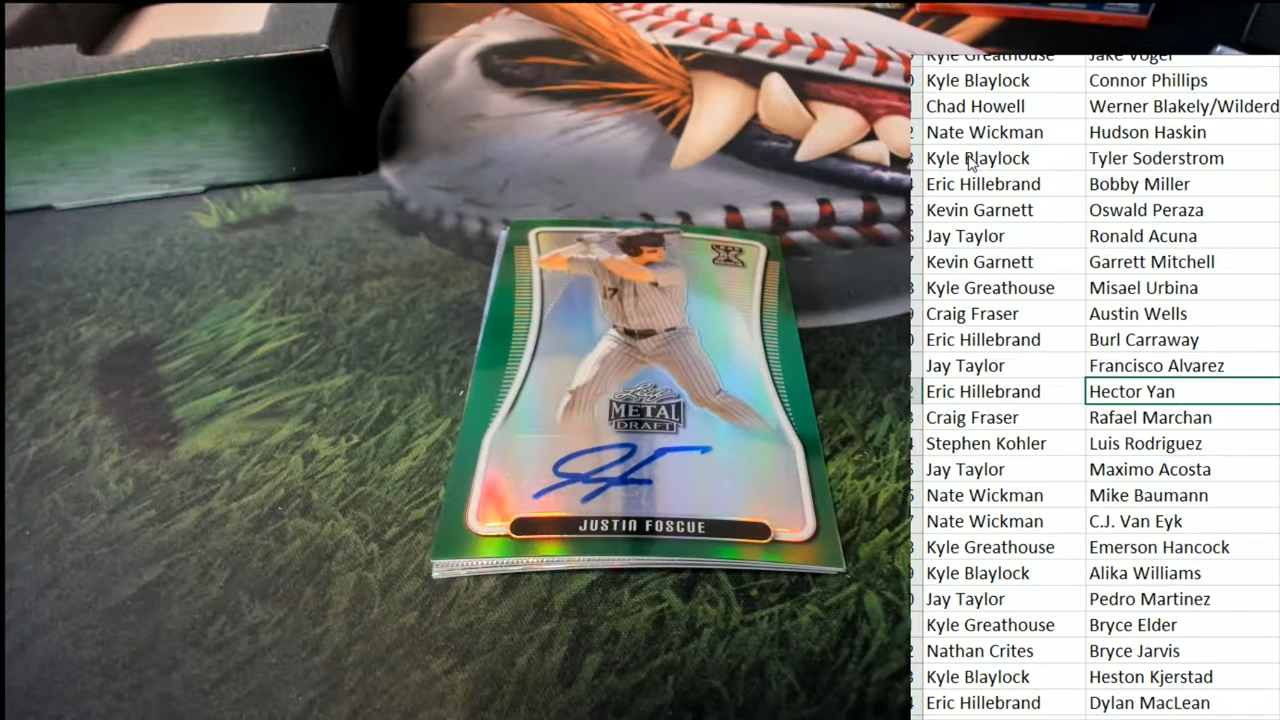 17
Leaf
METAL
DRAFT
JUSTIN FOSCUE
Kyle Greathouse Jake Vogel
Kyle Blaylock Connor Phillips
Chad Howell Werner Blakely/Wilderd
Nate Wickman Hudson Haskin
Kyle Blaylock Tyler Soderstrom
Eric Hillebrand Bobby Miller
Kevin Garnett Oswald Peraza
Jay Taylor Ronald Acuna
Kevin Garnett Garrett Mitchell
Kyle Greathouse Misael Urbina
Craig Fraser Austin Wells
Eric Hillebrand Burl Carraway
Jay Taylor Francisco Alvarez
Eric Hillebrand Hector Yan
Craig Fraser Rafael Marchan
Stephen Kohler Luis Rodriguez
Jay Taylor Maximo Acosta
Nate Wickman Mike Baumann
Nate Wickman C.J. Van Eyk
Kyle Greathouse Emerson Hancock
Kyle Blaylock Alika Williams
Jay Taylor Pedro Martinez
Kyle Greathouse Bryce Elder
Nathan Crites Bryce Jarvis
Kyle Blaylock Heston Kjerstad
Eric Hillebrand Dylan MacLean